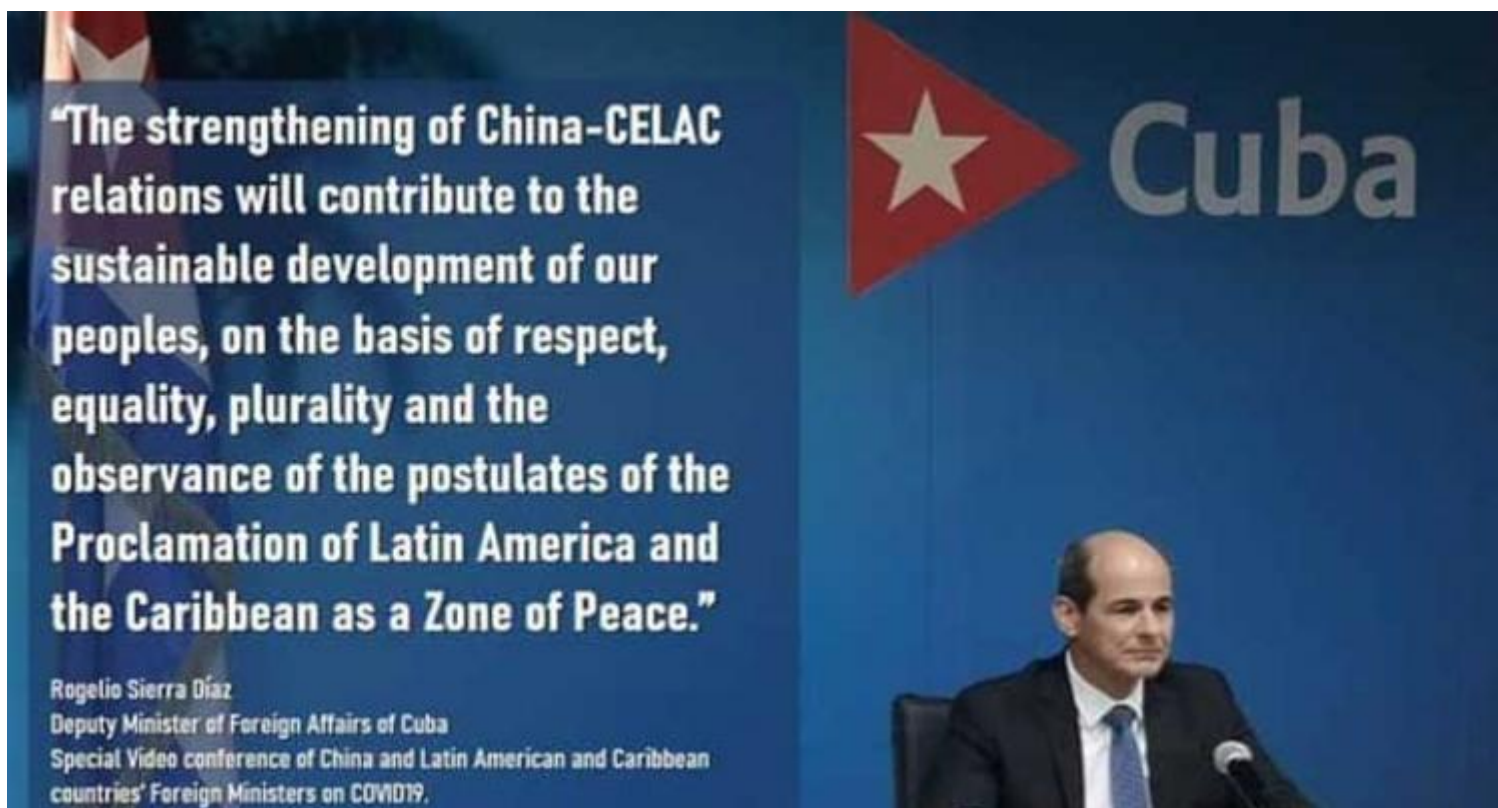 “The strengthening of China-CELAC
relations will contribute to the
sustainable development of our
peoples, on the basis of respect,
equality, plurality and the
observance of the postulates of the
Proclamation of Latin America and
the Caribbean as a Zone of Peace.”
Rogelio Sierra Díaz
Deputy Minister of Foreign Affairs of Cuba
Special Video conference of China and Latin American and Caribbean
countries' Foreign Ministers on COVID19.
Cuba